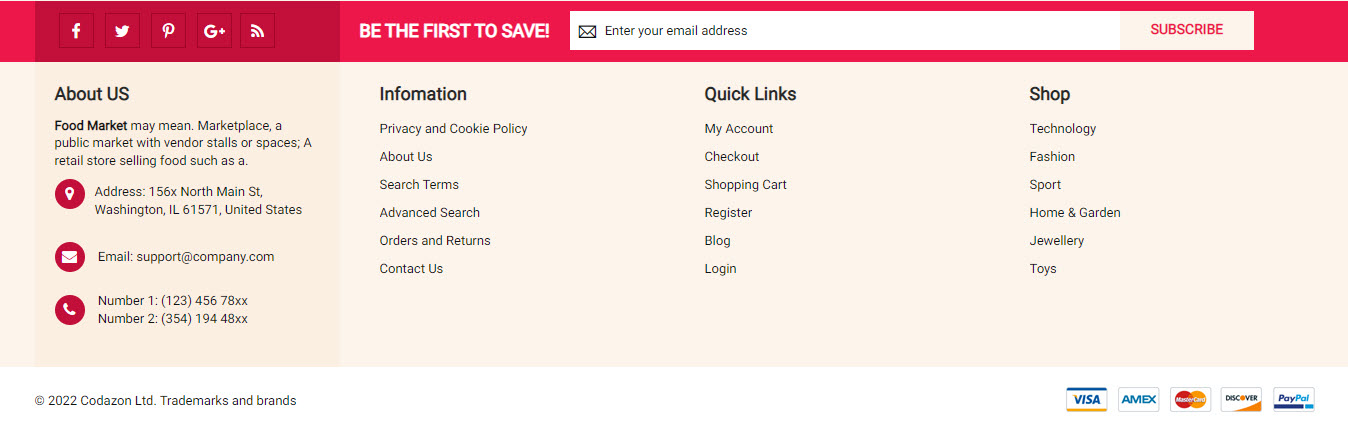 BE THE FIRST TO SAVE!
Enter your email address
SUBSCRIBE
About US
Food Market may mean. Marketplace, a
public market with vendor stalls or spaces; A
retail store selling food such as a.
Address: 156x North Main St,
Washington, IL 61571, United States
Email: support@company.com
Number 1: (123) 456 78xx
Number 2: (354) 194 48xx
Infomation
Privacy and Cookie Policy
About Us
Search Terms
Advanced Search
Orders and Returns
Contact Us
Quick Links
My Account
Checkout
Shopping Cart
Register
Blog
Login
Shop
Technology
Fashion
Sport
Home & Garden
Jewellery
Toys
© 2022 Codazon Ltd. Trademarks and brands
VISA
AMEX
MasterCard
DISCOVER
PayPal